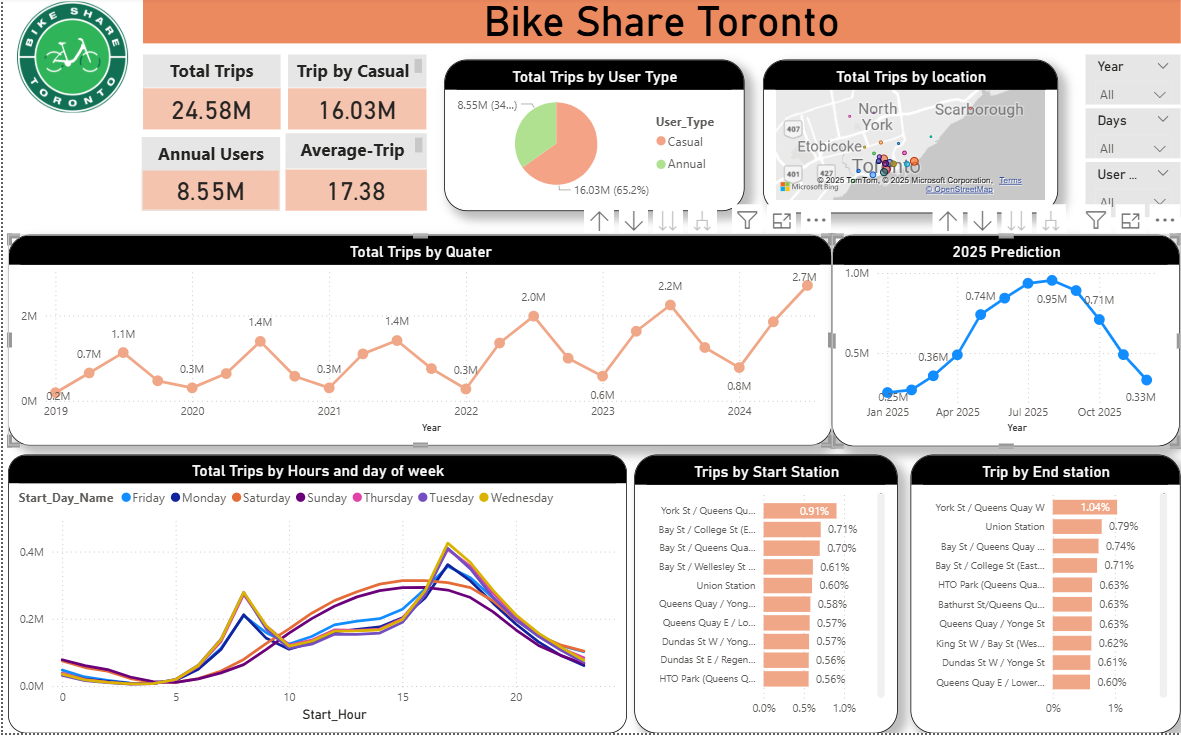 BIKE SHARE
TORONTO
Bike Share Toronto
Total Trips
24.58M
Trip by Casual
16.03M
Annual Users
8.55M
Average-Trip
17.38
Total Trips by User Type
8.55M (34...)
16.03M (65.2%)
User_Type
Casual
Annual
Total Trips by location
North
York
Scarborough
Etobicoke
Toronto
407
401
427
© 2025 TomTom, © 2025 Microsoft Corporation, Terms
© OpenStreetMap
Microsoft Bing
Year
All
Days
All
User ...
All
Total Trips by Quater
2M
0M
0.2M
0.7M
1.1M
0.3M
1.4M
0.3M
1.4M
0.3M
2.0M
0.6M
2.2M
0.8M
2.7M
2019
2020
2021
2022
2023
2024
Year
2025 Prediction
1.0M
0.5M
0.25M
0.36M
0.74M
0.95M
0.71M
0.33M
Jan 2025
Apr 2025
Jul 2025
Oct 2025
Year
Total Trips by Hours and day of week
Start_Day_Name Friday Monday Saturday Sunday Thursday Tuesday Wednesday
0.4M
0.2M
0.0M
0
5
10
15
20
Start_Hour
Trips by Start Station
York St / Queens Qu... 0.91%
Bay St / College St (E... 0.71%
Bay St / Queens Qua... 0.70%
Bay St / Wellesley St ... 0.61%
Union Station 0.60%
Queens Quay / Yong... 0.58%
Queens Quay E / Lo... 0.57%
Dundas St W / Yong... 0.57%
Dundas St E / Regen... 0.56%
HTO Park (Queens Q... 0.56%
0.0% 0.5% 1.0%
Trip by End station
York St / Queens Quay W 1.04%
Union Station 0.79%
Bay St / Queens Quay ... 0.74%
Bay St / College St (East... 0.71%
HTO Park (Queens Qua... 0.63%
Bathurst St/Queens Qu... 0.63%
Queens Quay / Yonge St 0.63%
King St W / Bay St (Wes... 0.62%
Dundas St W / Yonge St 0.61%
Queens Quay E / Lower... 0.60%
0% 1%